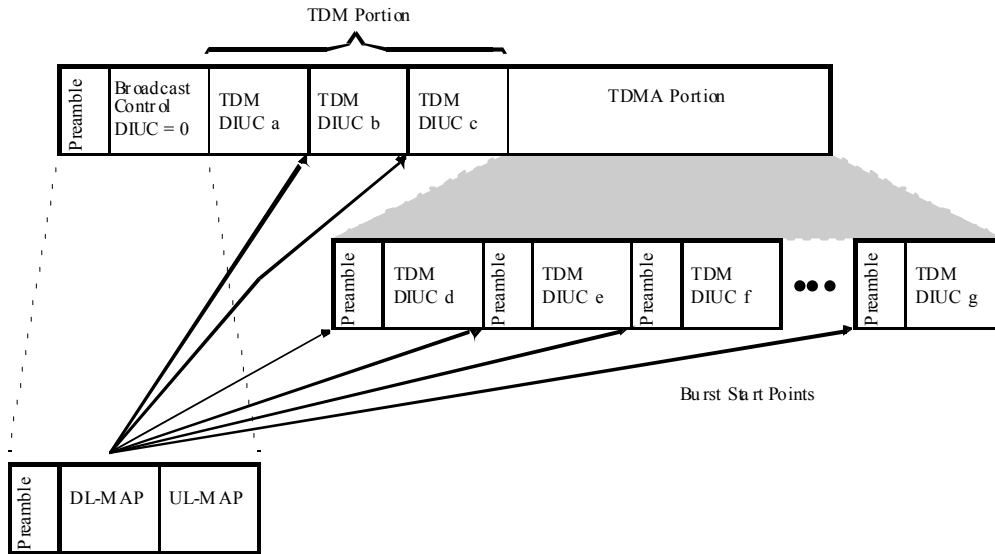 TDM Portion
Preamble
Broadcast
Control
DIUC = 0
TDM
DIUC a
TDM
DIUC b
TDM
DIUC c
TDMA Portion
Preamble
TDM
DIUC d
Preamble
TDM
DIUC e
Preamble
TDM
DIUC f
Preamble
TDM
DIUC g
Burst Start Points
Preamble
DL-MAP
UL-MAP